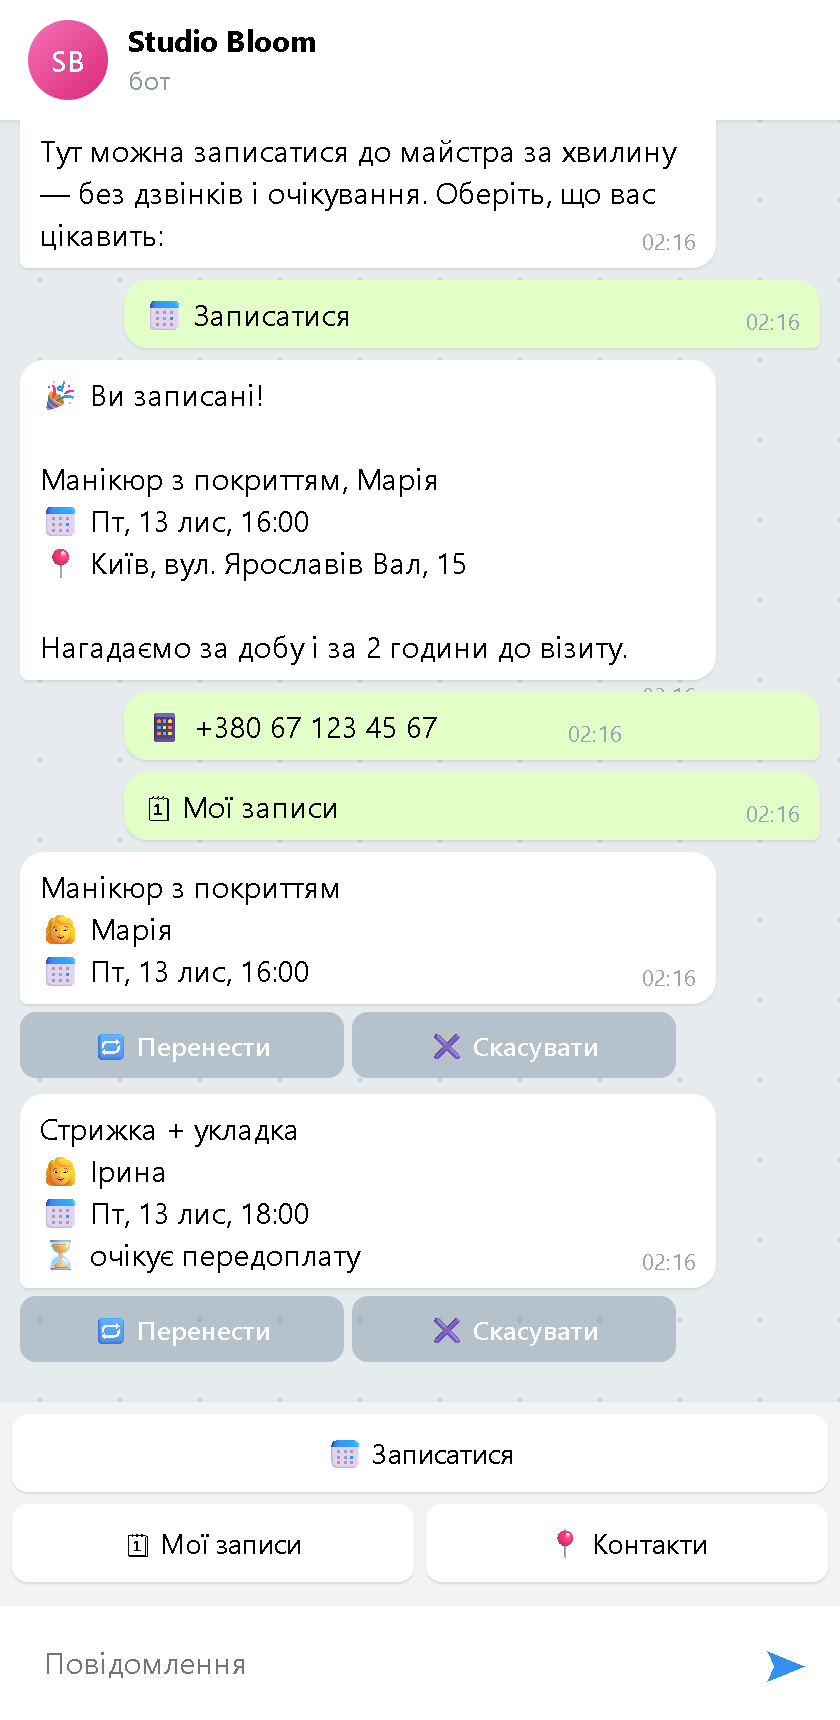 SB
Studio Bloom
бот
Тут можна записатися до майстра за хвилину
— без дзвінків і очікування. Оберіть, що вас
цікавить:
02:16
Записатися
02:16
Ви записані!
Манікюр з покриттям, Марія
Пт, 13 лис, 16:00
Київ, вул. Ярославів Вал, 15
Нагадаємо за добу і за 2 години до візиту.
+380 67 123 45 67
02:16
Мої записи
02:16
Манікюр з покриттям
Марія
Пт, 13 лис, 16:00
02:16
Перенести
Скасувати
Стрижка + укладка
Ірина
Пт, 13 лис, 18:00
очікує передоплату
02:16
Перенести
Скасувати
Записатися
Мої записи
Контакти
Повідомлення